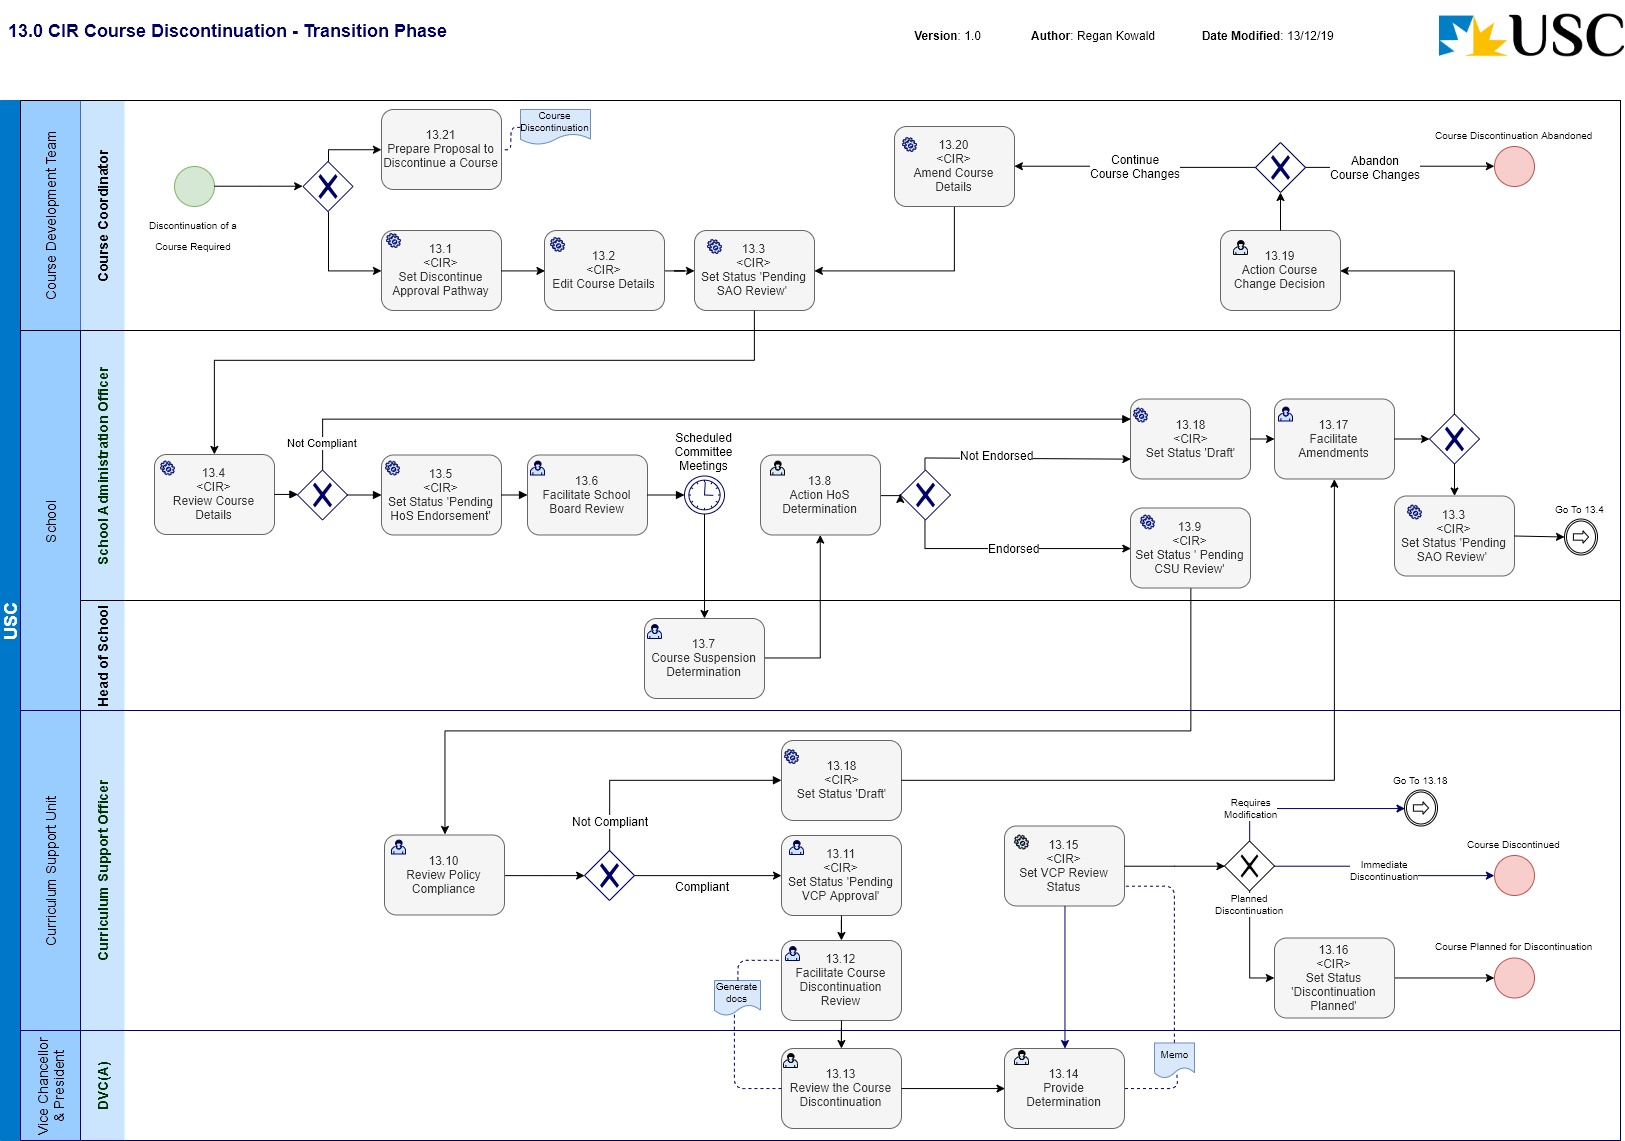 13.0 CIR Course Discontinuation - Transition Phase
Version: 1.0
Author: Regan Kowald
Date Modified: 13/12/19
USC
USC
Course Development Team
Course Coordinator
Discontinuation of a
Course Required
13.21
Prepare Proposal to
Discontinue a Course
Course
Discontinuation
13.1
<CIR>
Set Discontinue
Approval Pathway
13.2
<CIR>
Edit Course Details
13.3
<CIR>
Set Status 'Pending
SAO Review'
13.20
<CIR>
Amend Course
Details
Continue
Course Changes
Abandon
Course Changes
Course Discontinuation Abandoned
13.19
Action Course
Change Decision
School
School Administration Officer
13.4
<CIR>
Review Course
Details
Not Compliant
13.5
<CIR>
Set Status 'Pending
HoS Endorsement'
13.6
Facilitate School
Board Review
Scheduled
Committee
Meetings
13.8
Action HoS
Determination
Not Endorsed
Endorsed
13.18
<CIR>
Set Status 'Draft'
13.9
<CIR>
Set Status ' Pending
CSU Review'
13.17
Facilitate
Amendments
13.3
<CIR>
Set Status 'Pending
SAO Review'
Go To 13.4
Head of School
13.7
Course Suspension
Determination
Curriculum Support Unit
Curriculum Support Officer
13.10
Review Policy
Compliance
Not Compliant
Compliant
13.18
<CIR>
Set Status 'Draft'
13.11
<CIR>
Set Status 'Pending
VCP Approval'
13.12
Facilitate Course
Discontinuation
Review
Generate
docs
13.15
<CIR>
Set VCP Review
Status
Requires
Modification
Go To 13.18
Immediate
Discontinuation
Course Discontinued
Planned
Discontinuation
13.16
<CIR>
Set Status
'Discontinuation
Planned'
Course Planned for Discontinuation
Vice Chancellor
& President
DVC(A)
13.13
Review the Course
Discontinuation
13.14
Provide
Determination
Memo